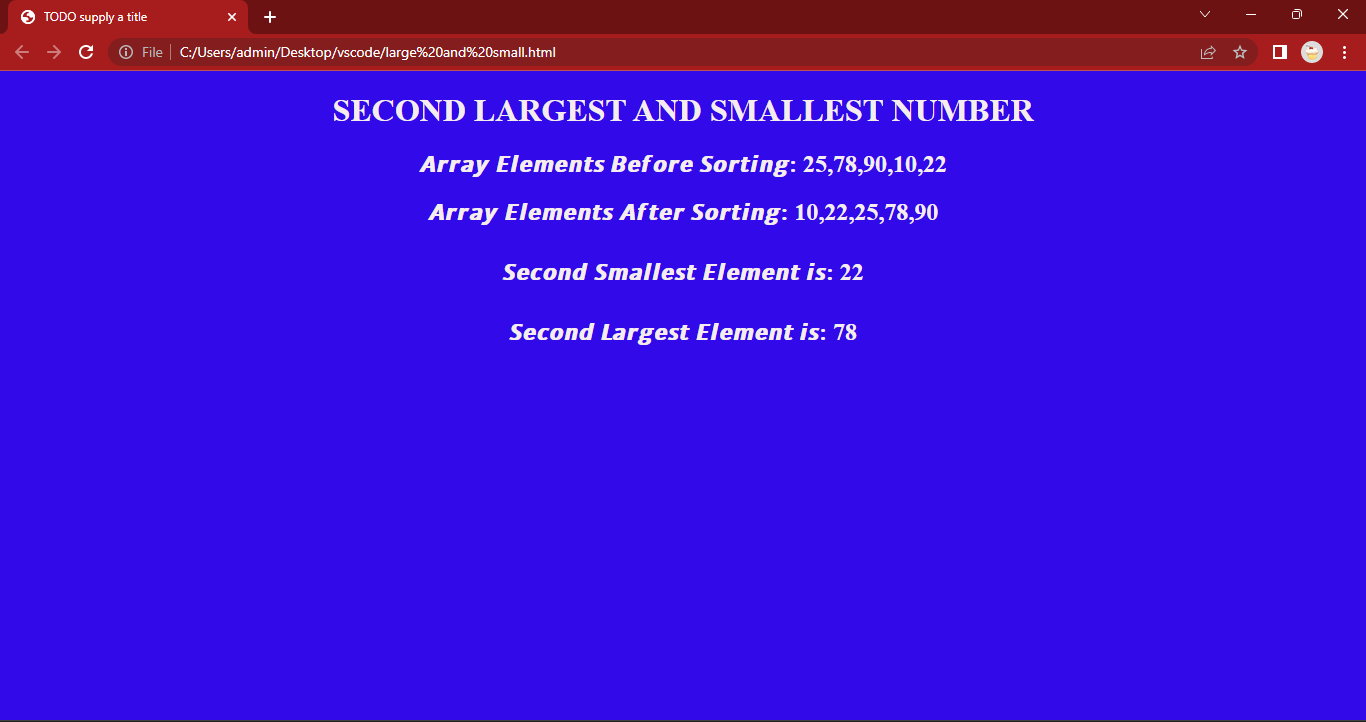 TODO supply a title
File C:/Users/admin/Desktop/vscode/large%20and%20small.html
SECOND LARGEST AND SMALLEST NUMBER
Array Elements Before Sorting: 25,78,90,10,22
Array Elements After Sorting: 10,22,25,78,90
Second Smallest Element is: 22
Second Largest Element is: 78